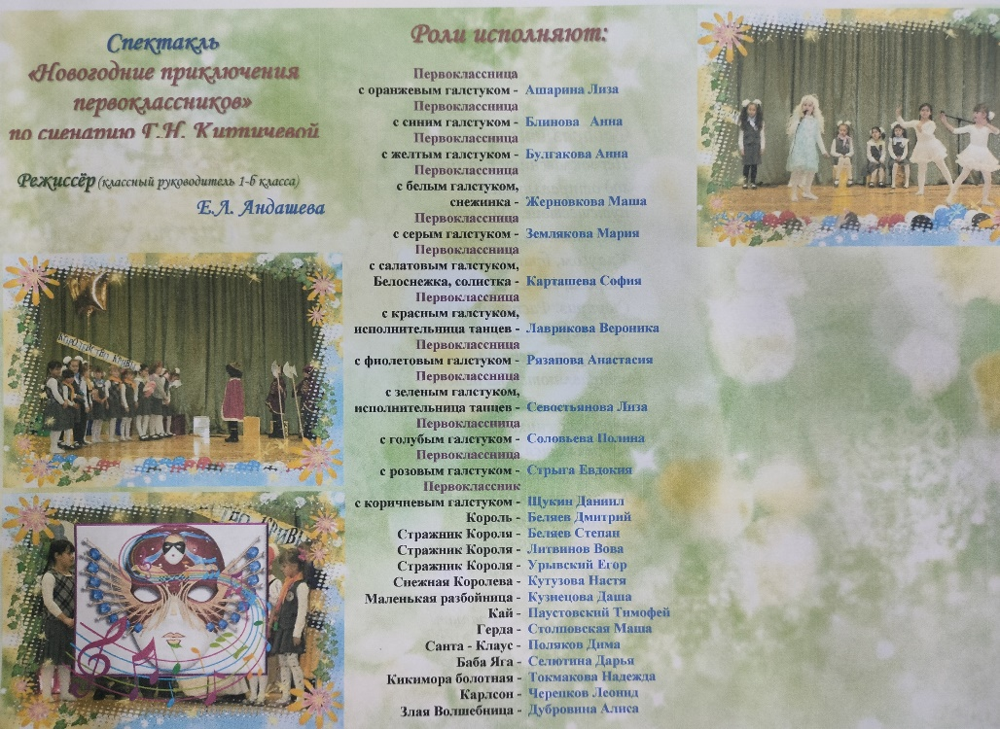 Спектакль
«Новогодние приключения
первоклассников»
по сценарию Г.Н. Кирпичевой
Режиссёр (классный руководитель 1-б класса)
Е.Л. Андашева
Роли исполняют:
Первоклассница
с оранжевым галстуком - Ашарина Лиза
Первоклассница
с синим галстуком - Блинова Анна
Первоклассница
с желтым галстуком - Булгакова Анна
Первоклассница
с белым галстуком,
снежинка - Жерновкова Маша
Первоклассница
с серым галстуком - Землякова Мария
Первоклассница
с салатовым галстуком,
Белоснежка, солистка - Карташева София
Первоклассница
с красным галстуком,
исполнительница танцев - Лаврикова Вероника
Первоклассница
с фиолетовым галстуком - Рязапова Анастасия
Первоклассница
с зеленым галстуком,
исполнительница танцев - Севостьянова Лиза
Первоклассница
с голубым галстуком - Соловьева Полина
Первоклассница
с розовым галстуком - Стрыга Евдокия
Первоклассник
с коричневым галстуком - Щукин Даниил
Король - Беляев Дмитрий
Стражник Короля - Беляев Степан
Стражник Короля - Литвинов Вова
Стражник Короля - Урывский Егор
Снежная Королева - Кутузова Настя
Маленькая разбойница - Кузнецова Даша
Кай - Паустовский Тимофей
Герда - Столповская Маша
Санта - Клаус - Поляков Дима
Баба Яга - Селютина Дарья
Кикимора болотная - Токмакова Надежда
Карлсон - Черепков Леонид
Злая Волшебница - Дубровина Алиса
КОРОЛЕВСТВО КРИВЫ
ТВО КРИВЫ